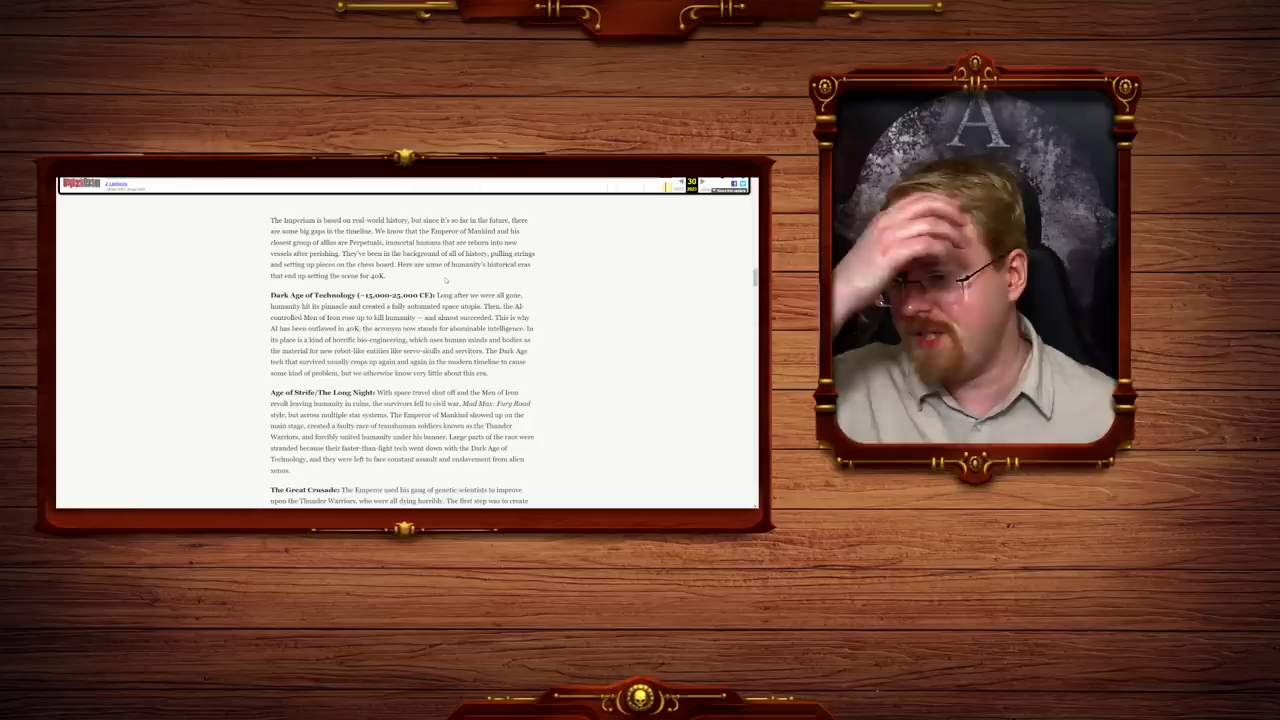 2 captures
30
2023
The Imperium is based on real-world history, but since it's so far in the future, there
are some big gaps in the timeline. We know that the Emperor of Mankind and his
closest group of allies are Perpetuals, immortal humans that are reborn into new
vessels after perishing. They've been in the background of all of history, pulling strings
and setting up pieces on the chess board. Here are some of humanity's historical eras
that end up setting the scene for 40K.
Dark Age of Technology (~15,000-25,000 CE): Long after we were all gone,
humanity hit its pinnacle and created a fully automated space utopia. Then, the AI-
controlled Men of Iron rose up to kill humanity — and almost succeeded. This is why
AI has been outlawed in 40K; the acronym now stands for abominable intelligence. In
its place is a kind of horrific bio-engineering, which uses human minds and bodies as
the material for new robot-like entities like servo-skulls and servitors. The Dark Age
tech that survived usually crops up again and again in the modern timeline to cause
some kind of problem, but we otherwise know very little about this era.
Age of Strife/The Long Night: With space travel shut off and the Men of Iron
revolt leaving humanity in ruins, the survivors fell to civil war, Mad Max: Fury Road
style, but across multiple star systems. The Emperor of Mankind showed up on the
main stage, created a faulty race of transhuman soldiers known as the Thunder
Warriors, and forcibly united humanity under his banner. Large parts of the race were
stranded because their faster-than-light tech went down with the Dark Age of
Technology, and they were left to face constant assault and enslavement from alien
xenos.
The Great Crusade: The Emperor used his gang of genetic scientists to improve
upon the Thunder Warriors, who were all dying horribly. The first step was to create
A